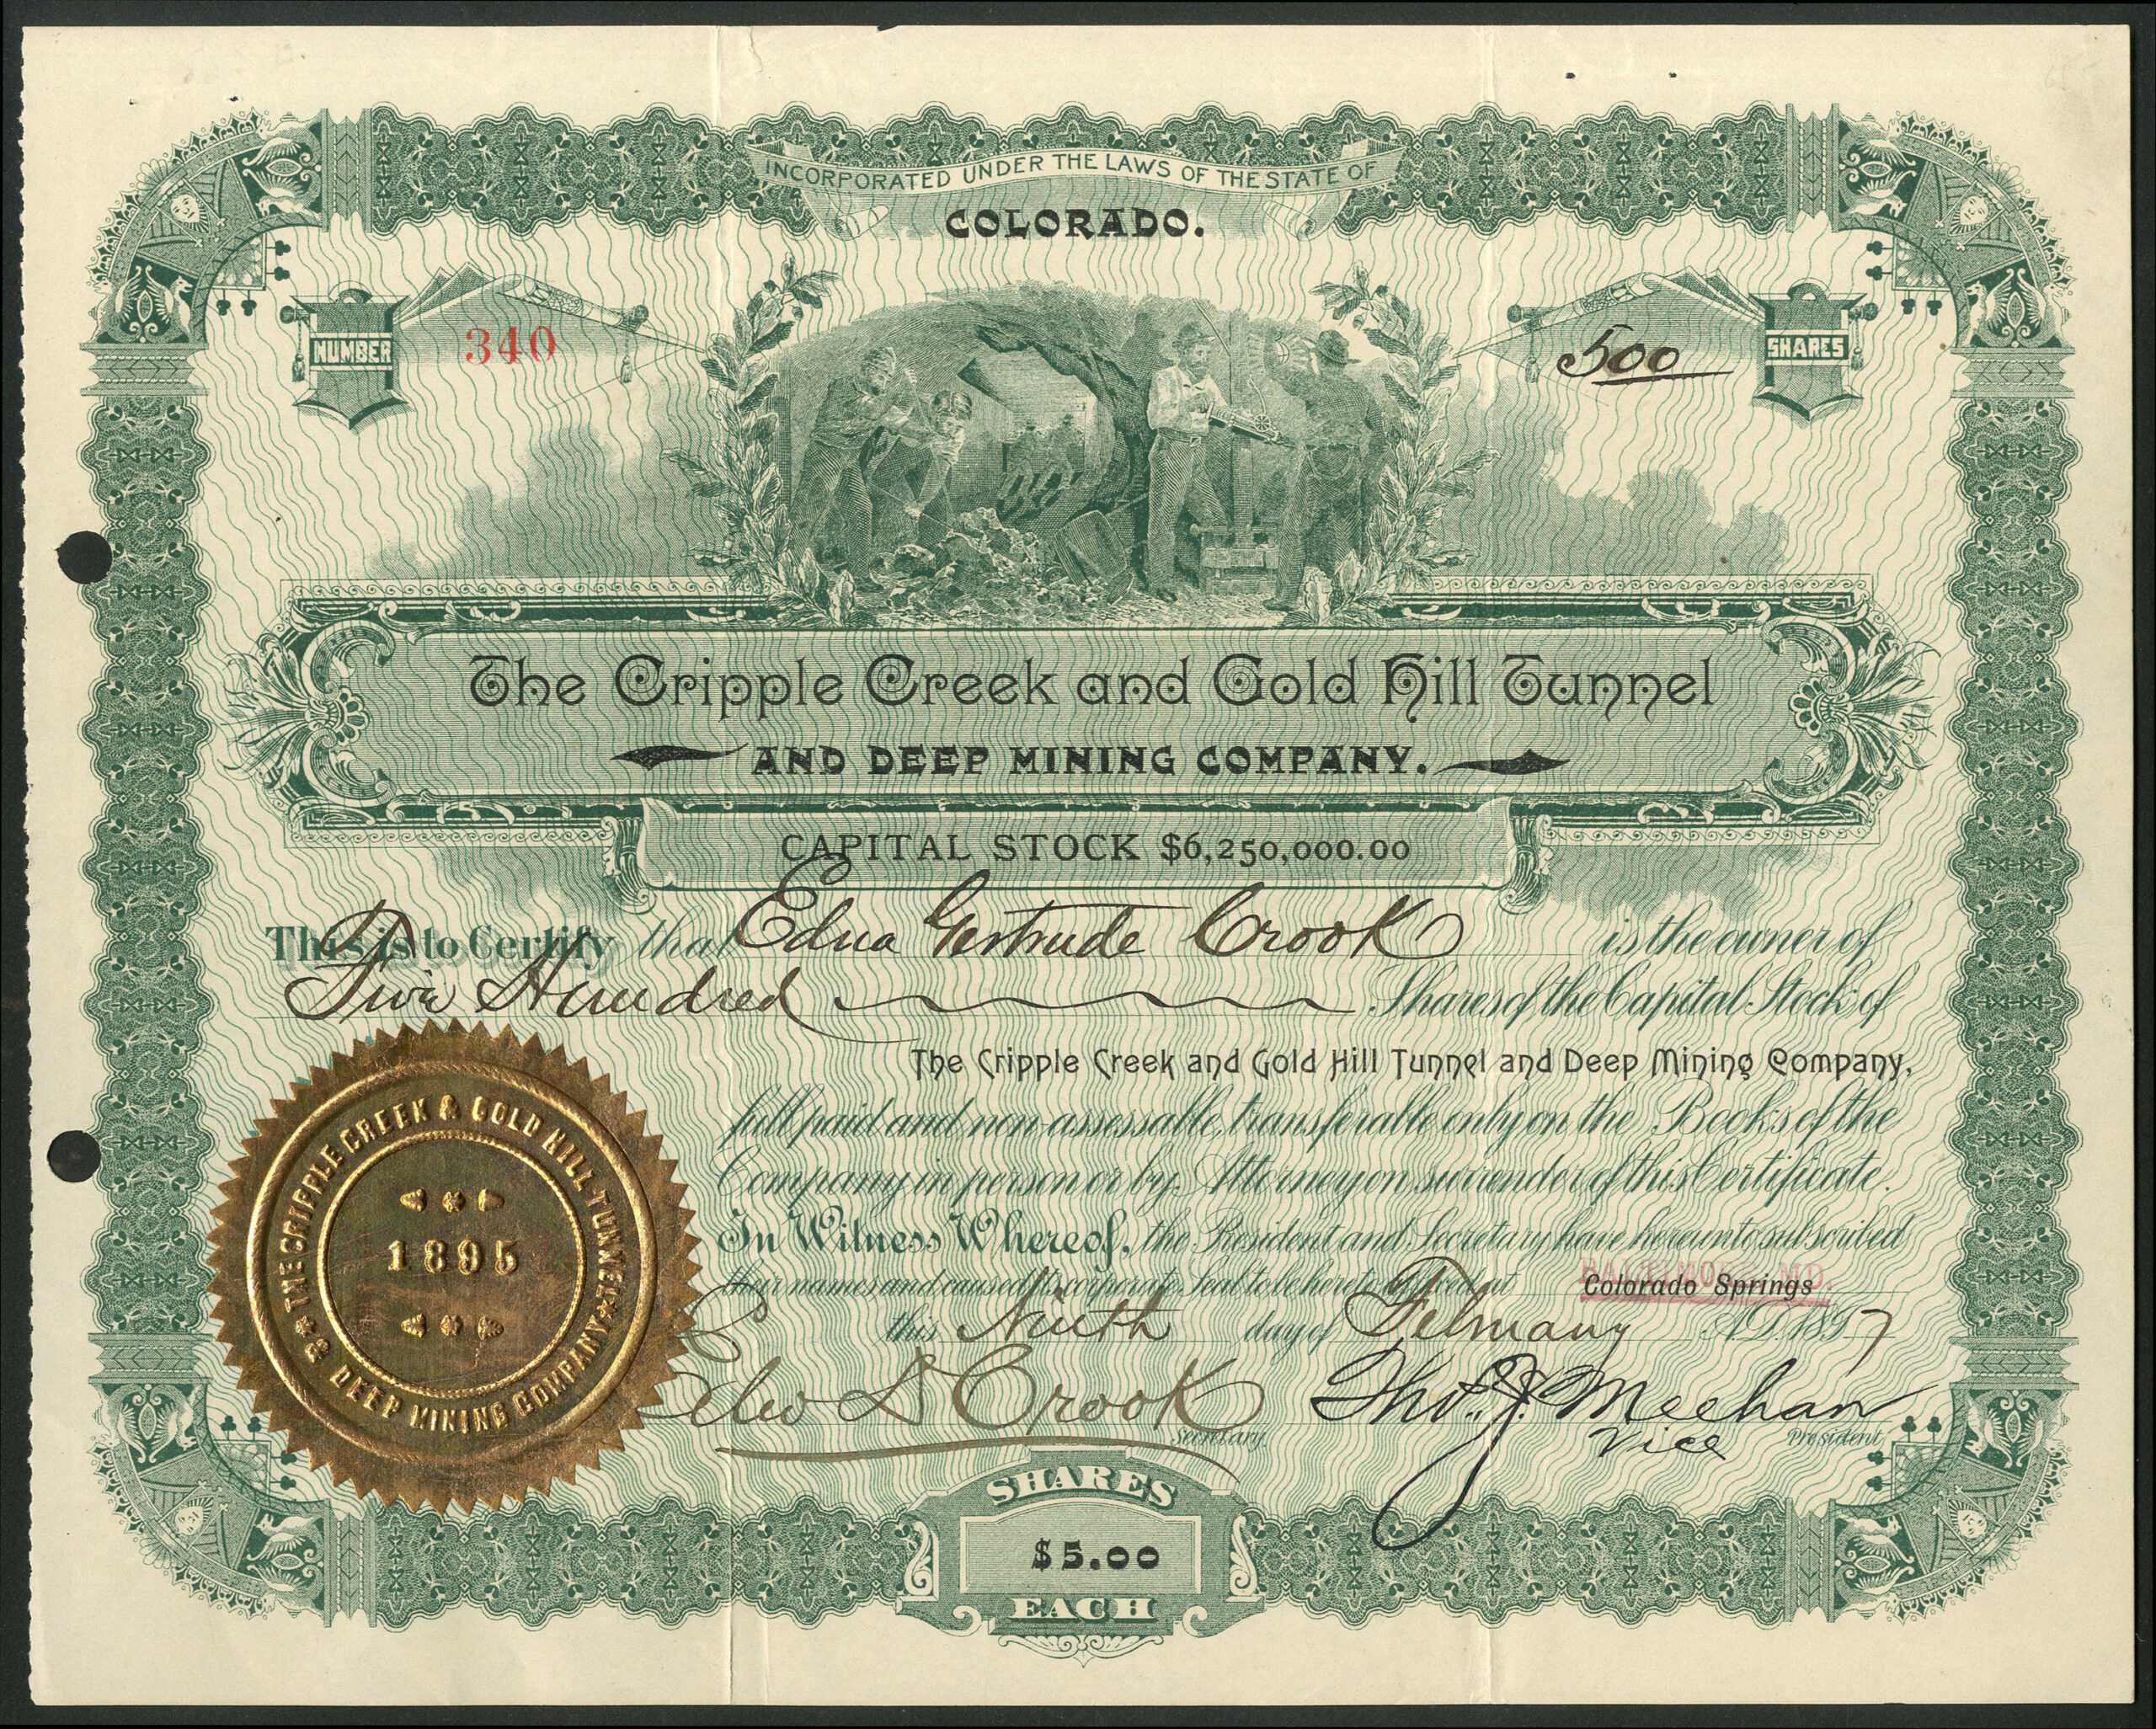 INCORPORATED UNDER THE LAWS OF THE STATE OF
COLORADO.
NUMBER 340
500 SHARES
The Cripple Creek and Gold Hill Tunnel
AND DEEP MINING COMPANY.
CAPITAL STOCK $6,250,000.00
This is to Certify that Edna Gertrude Crook is the owner of
Five Hundred Shares of the Capital Stock of
The Cripple Creek and Gold Hill Tunnel and Deep Mining Company,
full paid and non-assessable, transferable only on the Books of the
Company in person or by Attorney on surrender of this Certificate.
In Witness Whereof, the President and Secretary have hereunto subscribed
their names and caused its corporate Seal to be hereto affixed at Colorado Springs
BALTIMORE, MD.
this Ninth day of February A.D. 1897
Edw D Crook Secretary.
Thos. J. Meehan
Vice President
THE CRIPPLE CREEK & GOLD HILL TUNNEL
& DEEP MINING COMPANY
1895
SHARES
$5.00
EACH